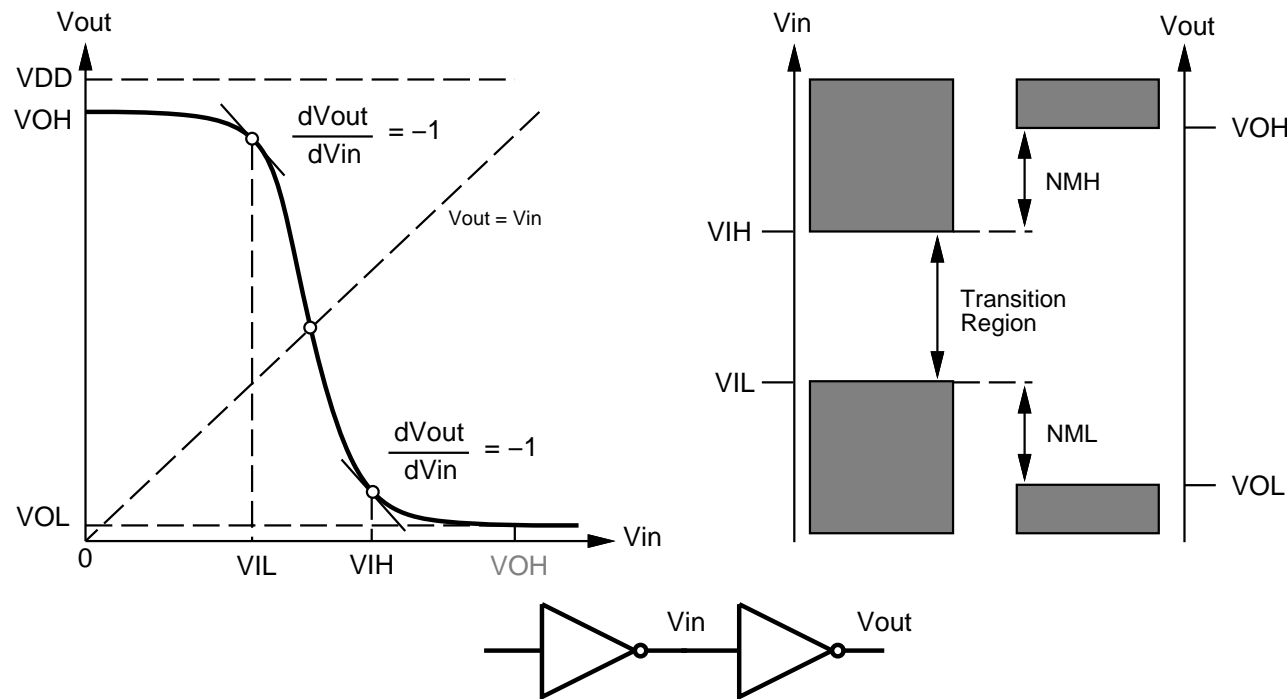 Vout
VDD
VOH
dVout
dVin
= −1
Vout = Vin
dVout
dVin
= −1
VOL
0
VIL
VIH
VOH
Vin
Vin
Vout
VOH
NMH
VIH
Transition
Region
VIL
NML
VOL
Vin
Vout